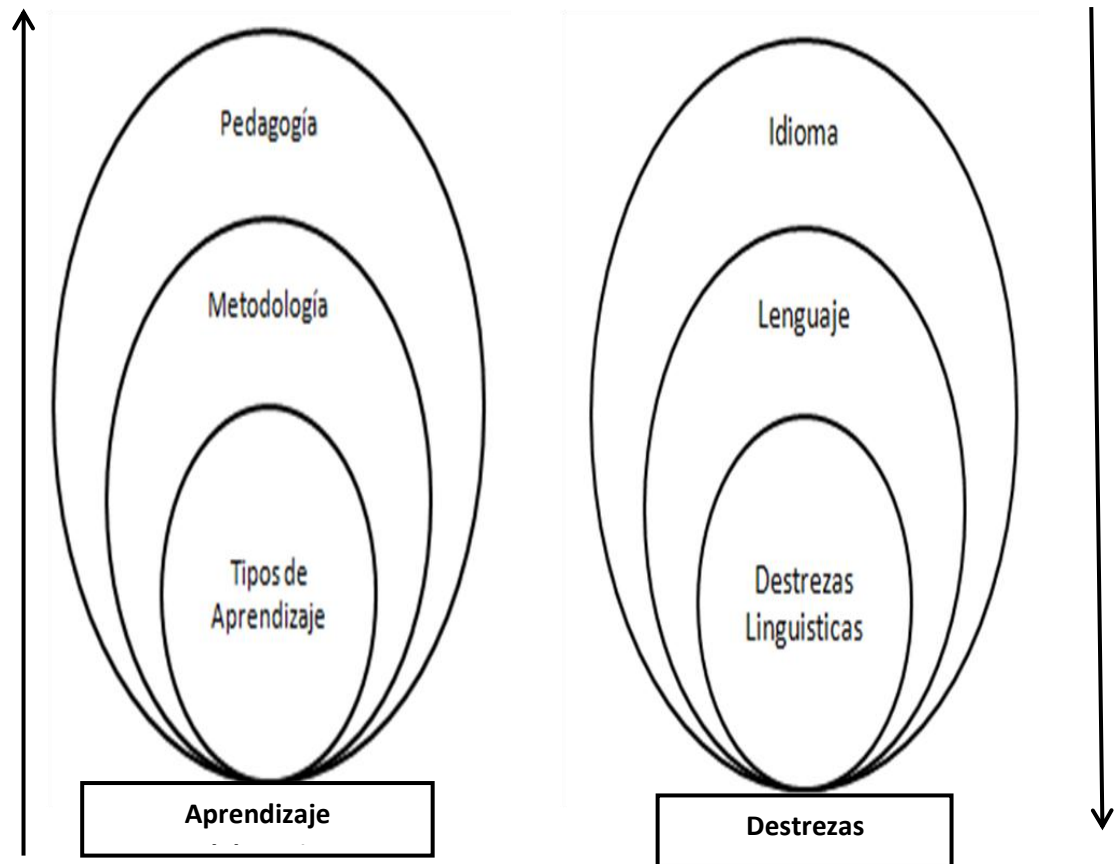 Pedagogía
Metodología
Tipos de
Aprendizaje
Aprendizaje
Idioma
Lenguaje
Destrezas
Linguisticas
Destrezas